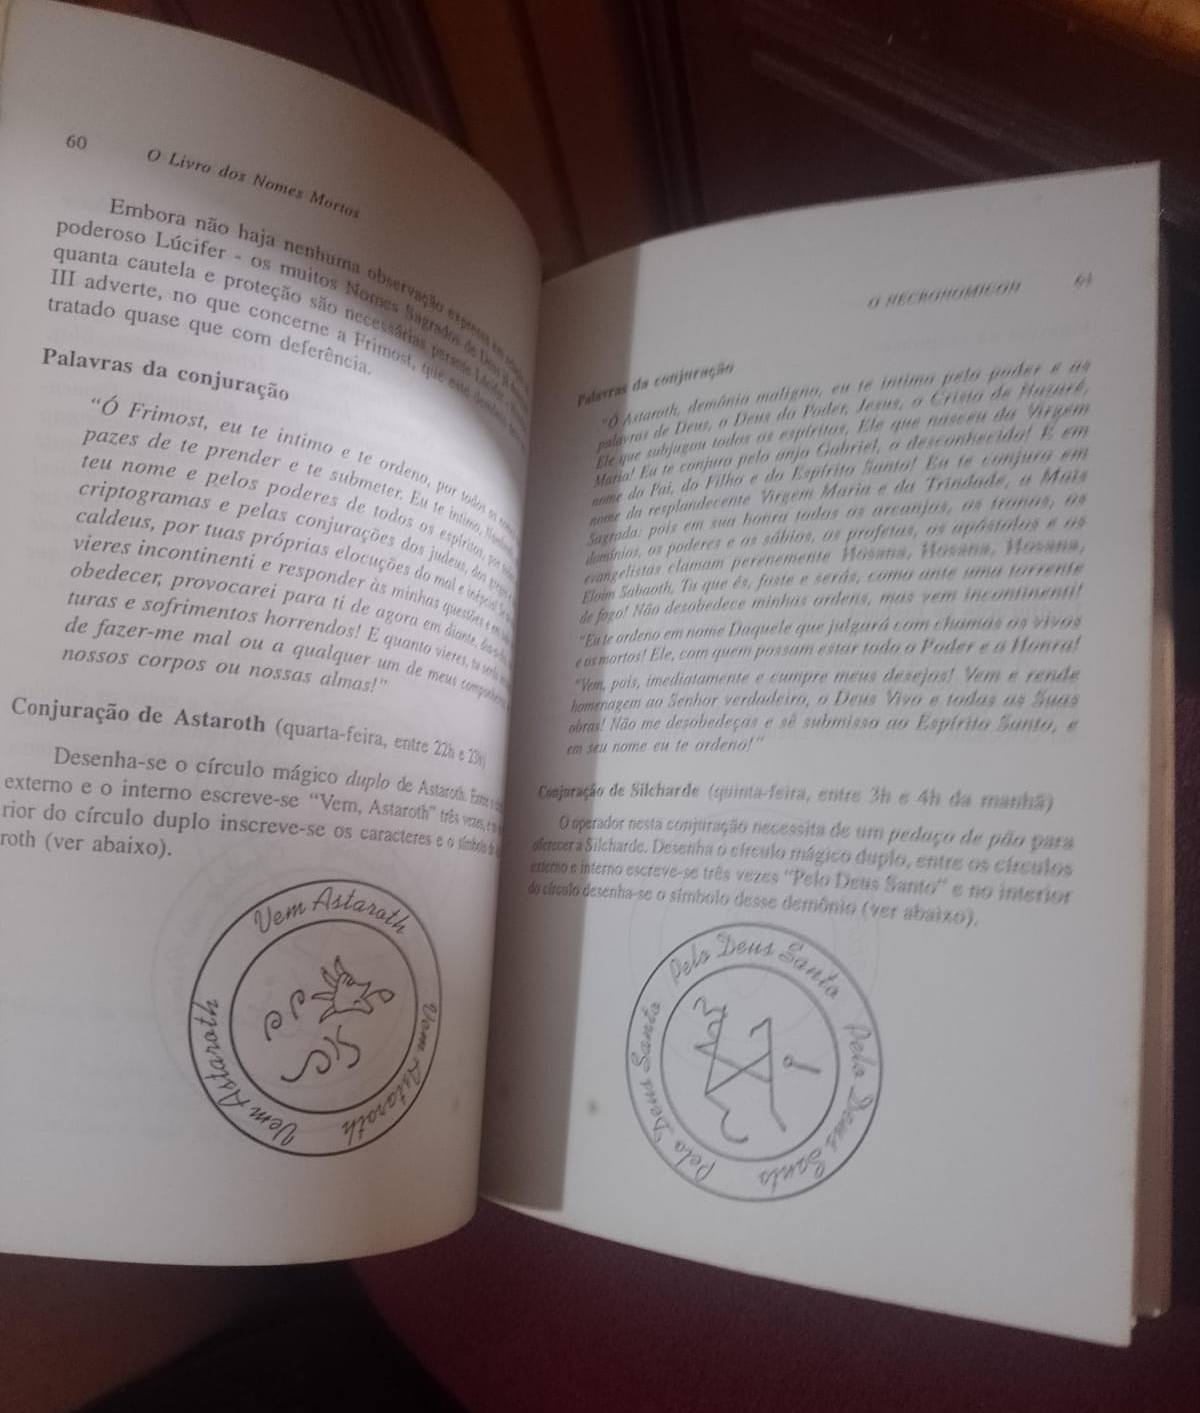 60
O Livro dos Nomes Mortos
Embora não haja nenhuma observação expressa
poderoso Lúcifer - os muitos Nomes Sagrados de Deus
quanta cautela e proteção são necessárias perante
III adverte, no que concerne a Frimost, que este
tratado quase que com deferência.
Palavras da conjuração
“Ó Frimost, eu te intimo e te ordeno, por todos os
pazes de te prender e te submeter. Eu te intimo,
teu nome e pelos poderes de todos os espíritos, por
criptogramas e pelas conjurações dos judeus, dos
caldeus, por tuas próprias elocuções do mal e
vieres incontinenti e responder às minhas questões e
obedecer, provocarei para ti de agora em diante,
turas e sofrimentos horrendos! E quanto vieres, tu
de fazer-me mal ou a qualquer um de meus
nossos corpos ou nossas almas!”
Conjuração de Astaroth (quarta-feira, entre 22h e 23h)
Desenha-se o círculo mágico duplo de Astaroth.
externo e o interno escreve-se “Vem, Astaroth” três vezes,
rior do círculo duplo inscreve-se os caracteres e o símbolo de
roth (ver abaixo).
Vem Astaroth
Vem Astaroth
Vem Astaroth
Vem Astaroth
O NECRONOMICON
61
Palavras da conjuração
“Ó Astaroth, demônio maligno, eu te intimo pelo poder e as
palavras de Deus, o Deus do Poder, Jesus, o Cristo de Nazaré,
Ele que subjugou todos os espíritos, Ele que nasceu da Virgem
Maria! Eu te conjuro pelo anjo Gabriel, o desconhecido! E em
nome do Pai, do Filho e do Espírito Santo! Eu te conjuro em
nome da resplandecente Virgem Maria e da Trindade, a Mais
Sagrada: pois em sua honra todos os arcanjos, os tronos, os
domínios, os poderes e os sábios, os profetas, os apóstolos e os
evangelistas clamam perenemente Hosana, Hosana, Hosana,
Eloim Sabaoth, Tu que és, foste e serás, como ante uma torrente
de fogo! Não desobedece minhas ordens, mas vem incontinenti!
“Eu te ordeno em nome Daquele que julgará com chamas os vivos
e os mortos! Ele, com quem possam estar todo o Poder e a Honra!
“Vem, pois, imediatamente e cumpre meus desejos! Vem e rende
homenagem ao Senhor verdadeiro, o Deus Vivo e todas as Suas
obras! Não me desobedeças e sê submisso ao Espírito Santo, e
em seu nome eu te ordeno!”
Conjuração de Silcharde (quinta-feira, entre 3h e 4h da manhã)
O operador nesta conjuração necessita de um pedaço de pão para
oferecer a Silcharde. Desenha o círculo mágico duplo, entre os círculos
externo e interno escreve-se três vezes “Pelo Deus Santo” e no interior
do círculo desenha-se o símbolo desse demônio (ver abaixo).
Pelo Deus Santo
Pelo Deus Santo
Pelo Deus Santo